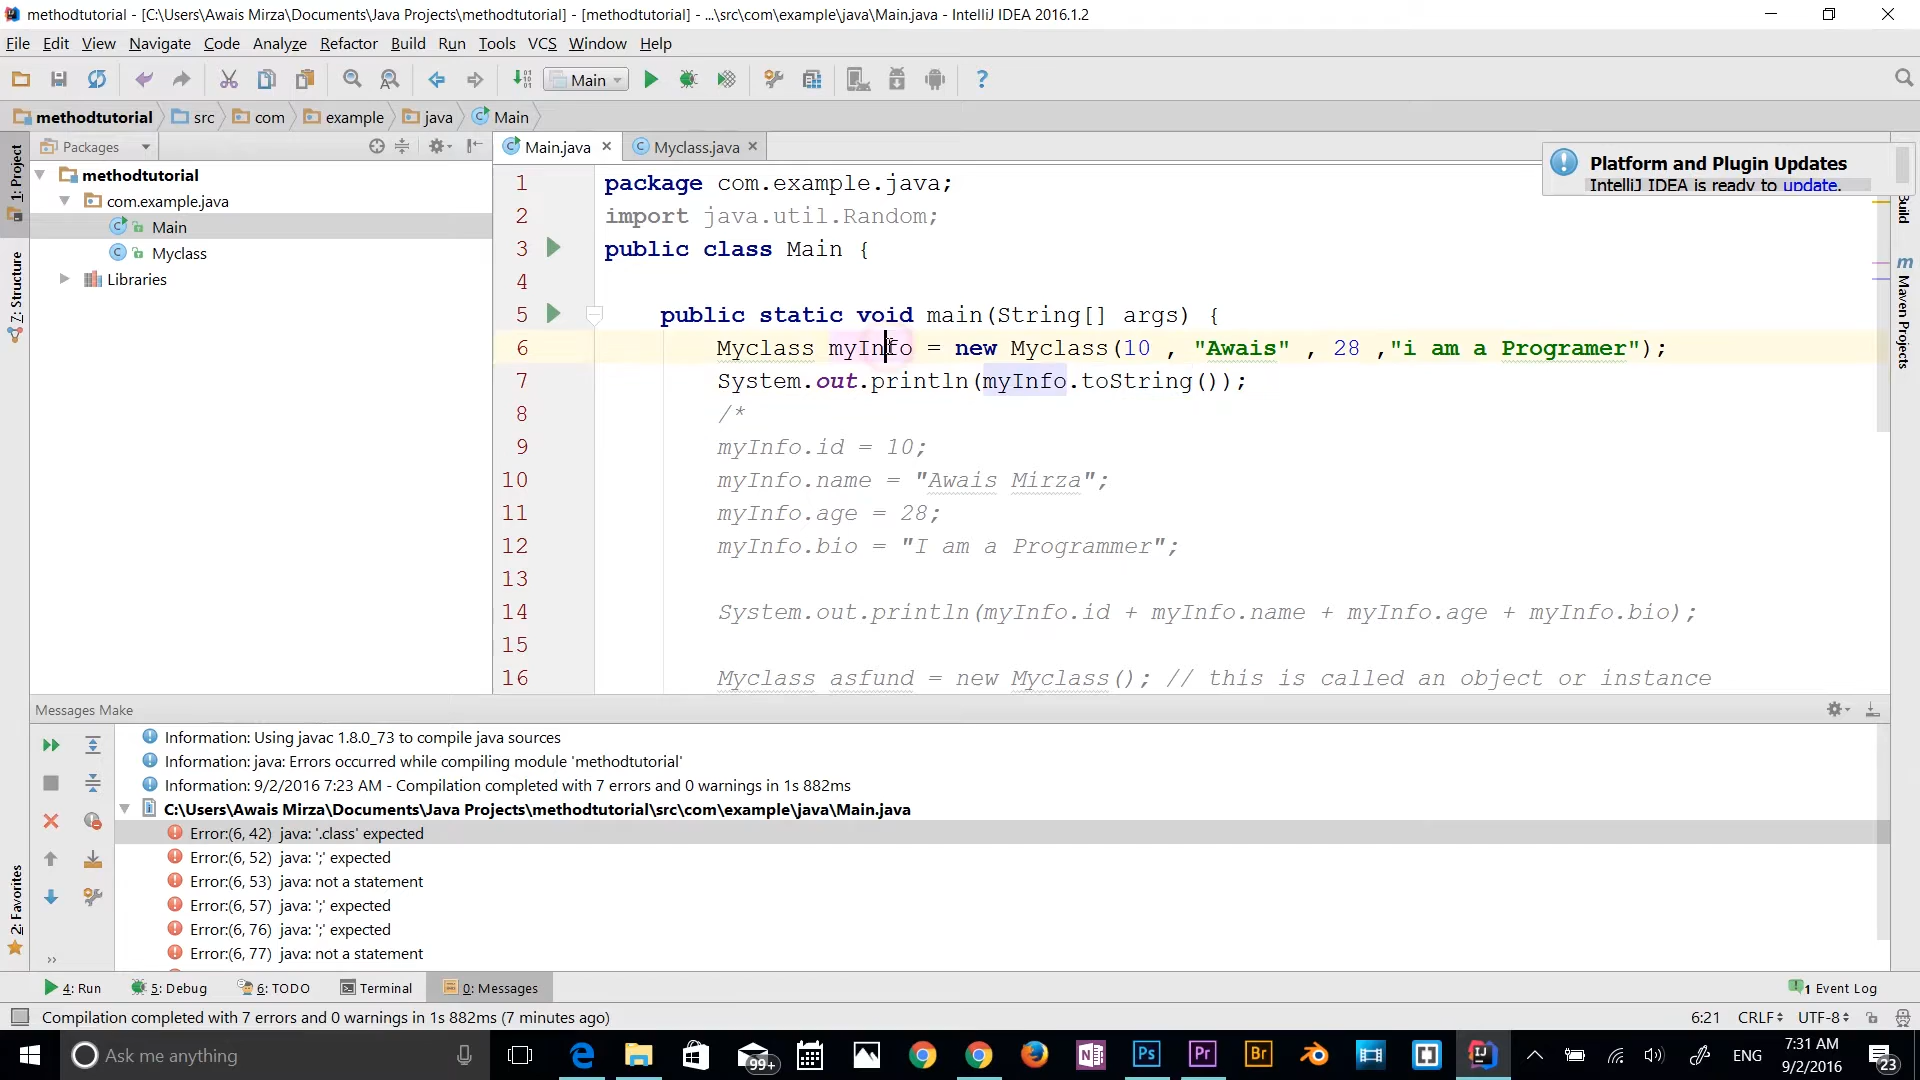 methodtutorial - [C:\Users\Awais Mirza\Documents\Java Projects\methodtutorial] - [methodtutorial] - ...\src\com\example\java\Main.java - IntelliJ IDEA 2016.1.2
File Edit View Navigate Code Analyze Refactor Build Run Tools VCS Window Help
Main
methodtutorial src com example java Main
Packages
Main.java Myclass.java
1: Project
7: Structure
2: Favorites
methodtutorial
com.example.java
Main
Myclass
Libraries
Platform and Plugin Updates
IntelliJ IDEA is ready to update.
Build
m Maven Projects
1 package com.example.java;
2 import java.util.Random;
3 public class Main {
4
5 public static void main(String[] args) {
6 Myclass myInfo = new Myclass(10 , "Awais" , 28 ,"i am a Programer");
7 System.out.println(myInfo.toString());
8 /*
9 myInfo.id = 10;
10 myInfo.name = "Awais Mirza";
11 myInfo.age = 28;
12 myInfo.bio = "I am a Programmer";
13
14 System.out.println(myInfo.id + myInfo.name + myInfo.age + myInfo.bio);
15
16 Myclass asfund = new Myclass(); // this is called an object or instance
Messages Make
Information: Using javac 1.8.0_73 to compile java sources
Information: java: Errors occurred while compiling module 'methodtutorial'
Information: 9/2/2016 7:23 AM - Compilation completed with 7 errors and 0 warnings in 1s 882ms
C:\Users\Awais Mirza\Documents\Java Projects\methodtutorial\src\com\example\java\Main.java
Error:(6, 42) java: '.class' expected
Error:(6, 52) java: ';' expected
Error:(6, 53) java: not a statement
Error:(6, 57) java: ';' expected
Error:(6, 76) java: ';' expected
Error:(6, 77) java: not a statement
4: Run 5: Debug 6: TODO Terminal 0: Messages 1 Event Log
Compilation completed with 7 errors and 0 warnings in 1s 882ms (7 minutes ago) 6:21 CRLF UTF-8
Ask me anything 99+ Ps Pr Br ENG 7:31 AM
9/2/2016 23